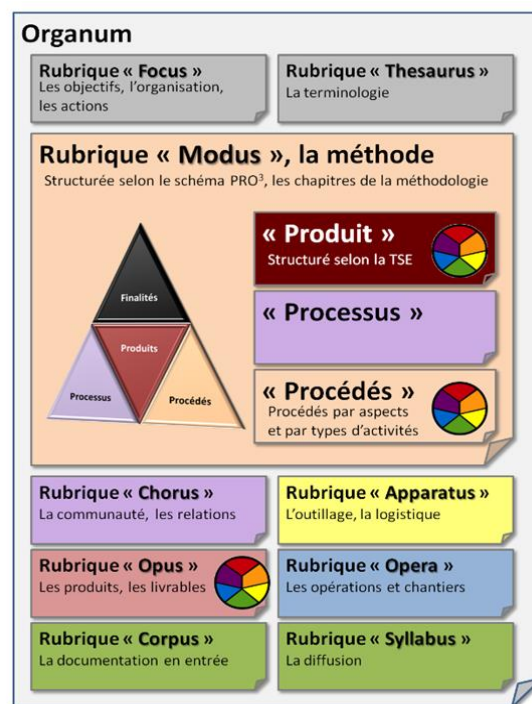 Organum
Rubrique « Focus »
Les objectifs, l'organisation,
les actions
Rubrique « Thesaurus »
La terminologie
Rubrique « Modus », la méthode
Structurée selon le schéma PRO³, les chapitres de la méthodologie
Finalités
Produits
Processus
Procédés
« Produit »
Structuré selon la TSE
« Processus »
« Procédés »
Procédés par aspects
et par types d'activités
Rubrique « Chorus »
La communauté, les relations
Rubrique « Apparatus »
L'outillage, la logistique
Rubrique « Opus »
Les produits, les livrables
Rubrique « Opera »
Les opérations et chantiers
Rubrique « Corpus »
La documentation en entrée
Rubrique « Syllabus »
La diffusion